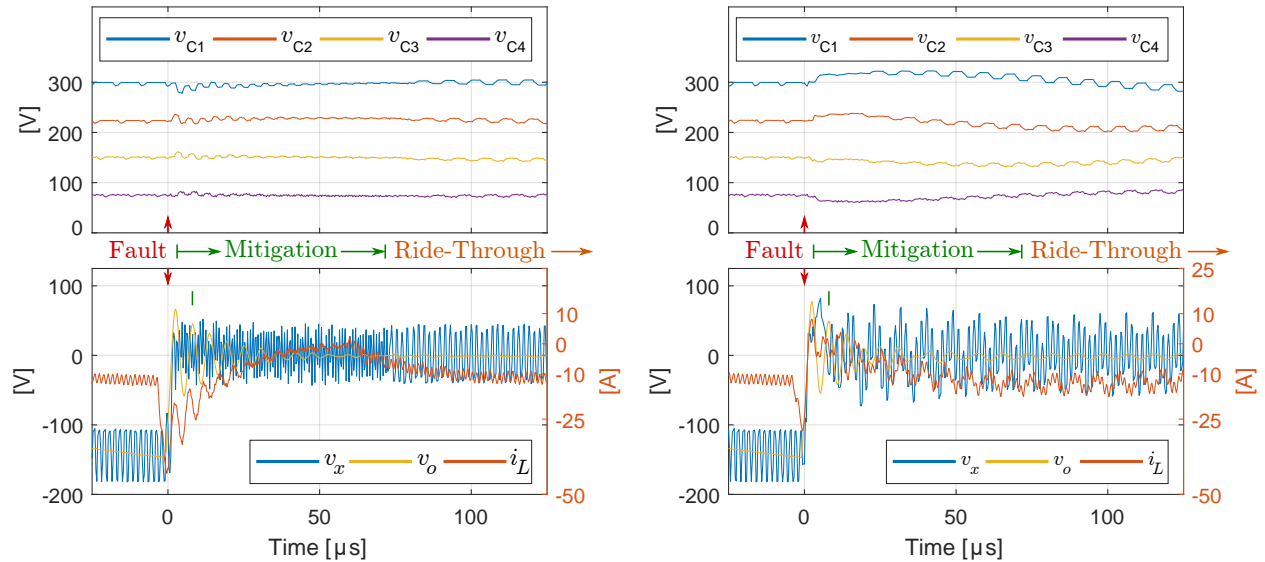 v_C1 v_C2 v_C3 v_C4
300
200
100
0
[V]
Fault Mitigation Ride-Through
100
0
-100
-200
[V]
10
0
-10
-25
-50
[A]
v_x v_o i_L
0 50 100
Time [µs]
v_C1 v_C2 v_C3 v_C4
300
200
100
0
[V]
Fault Mitigation Ride-Through
100
0
-100
-200
[V]
25
10
0
-10
-25
-50
[A]
v_x v_o i_L
0 50 100
Time [µs]